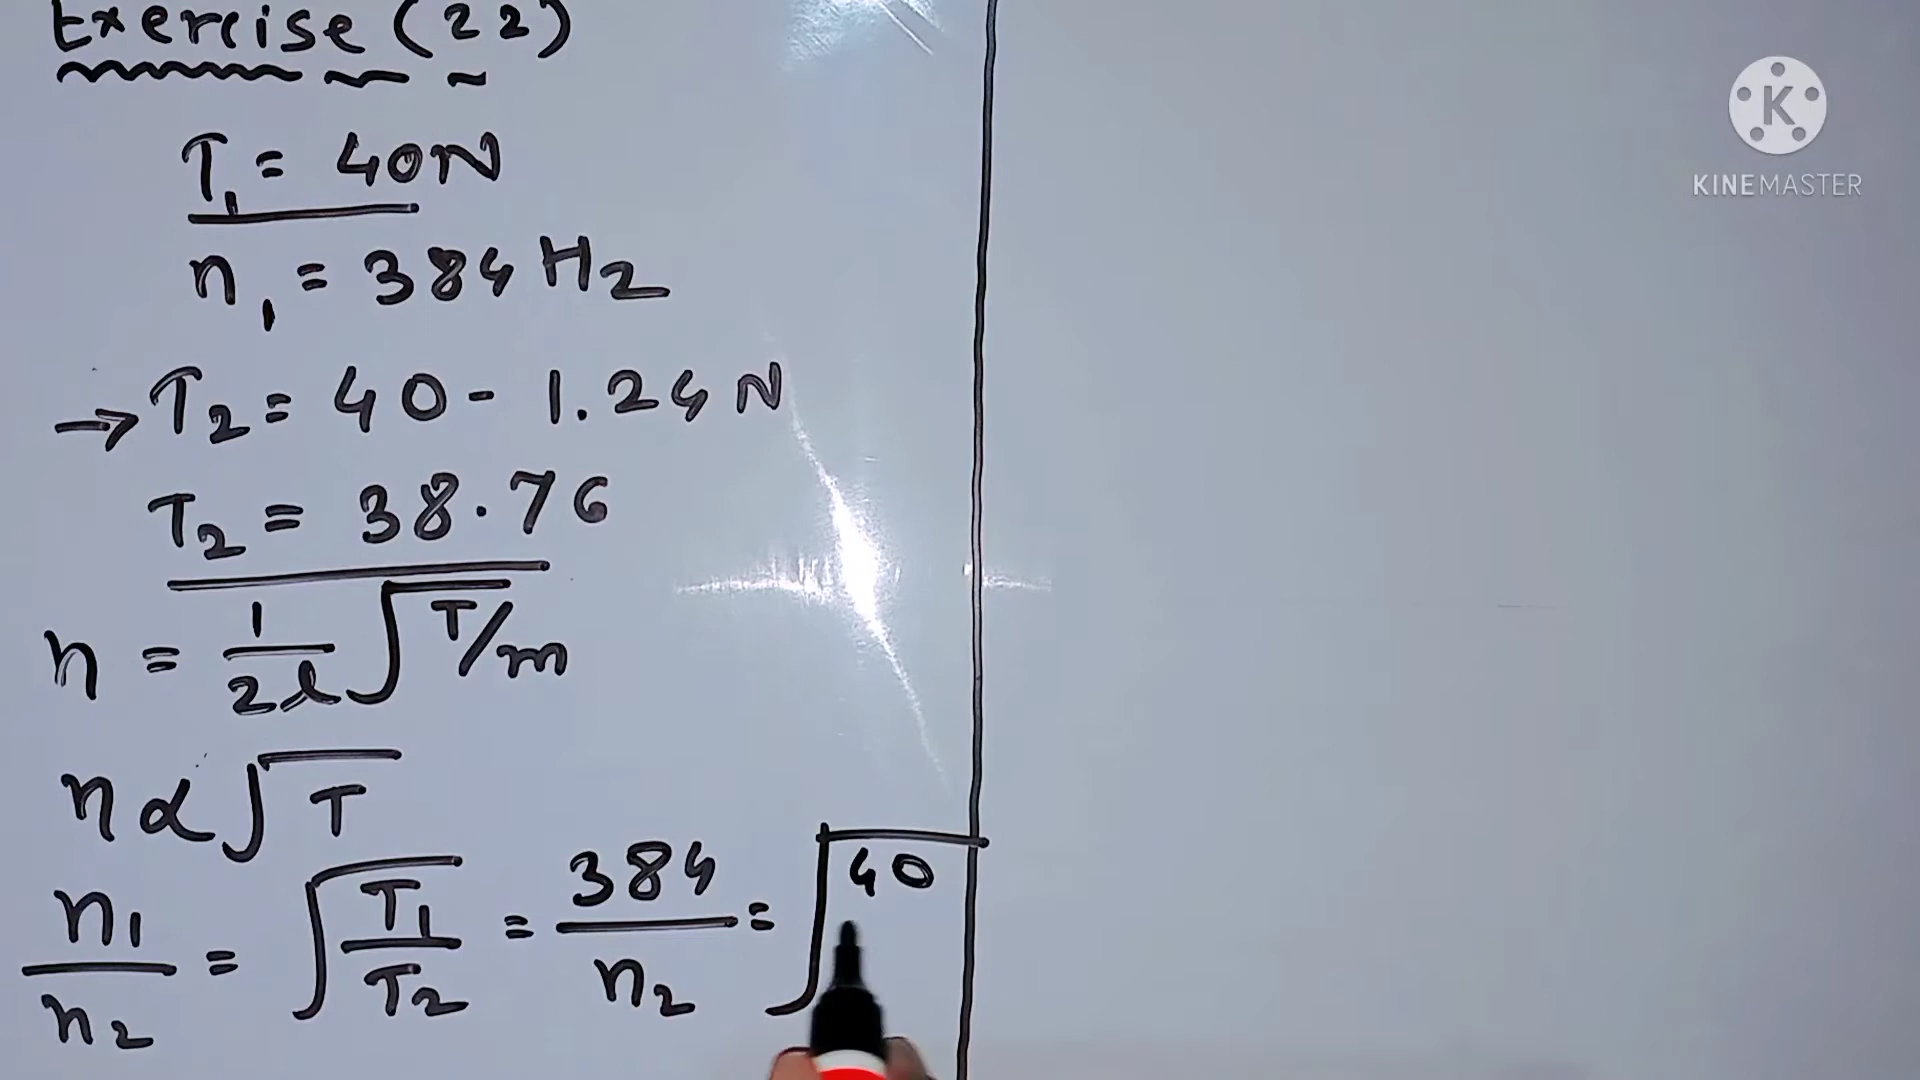 Exercise (22)
T₁ = 40N
n₁ = 384 Hz
→ T₂ = 40 - 1.24 N
T₂ = 38.76
n = 1/2l √T/m
n ∝ √T
n₁/n₂ = √T₁/T₂ = 384/n₂ = √40
K
KINEMASTER